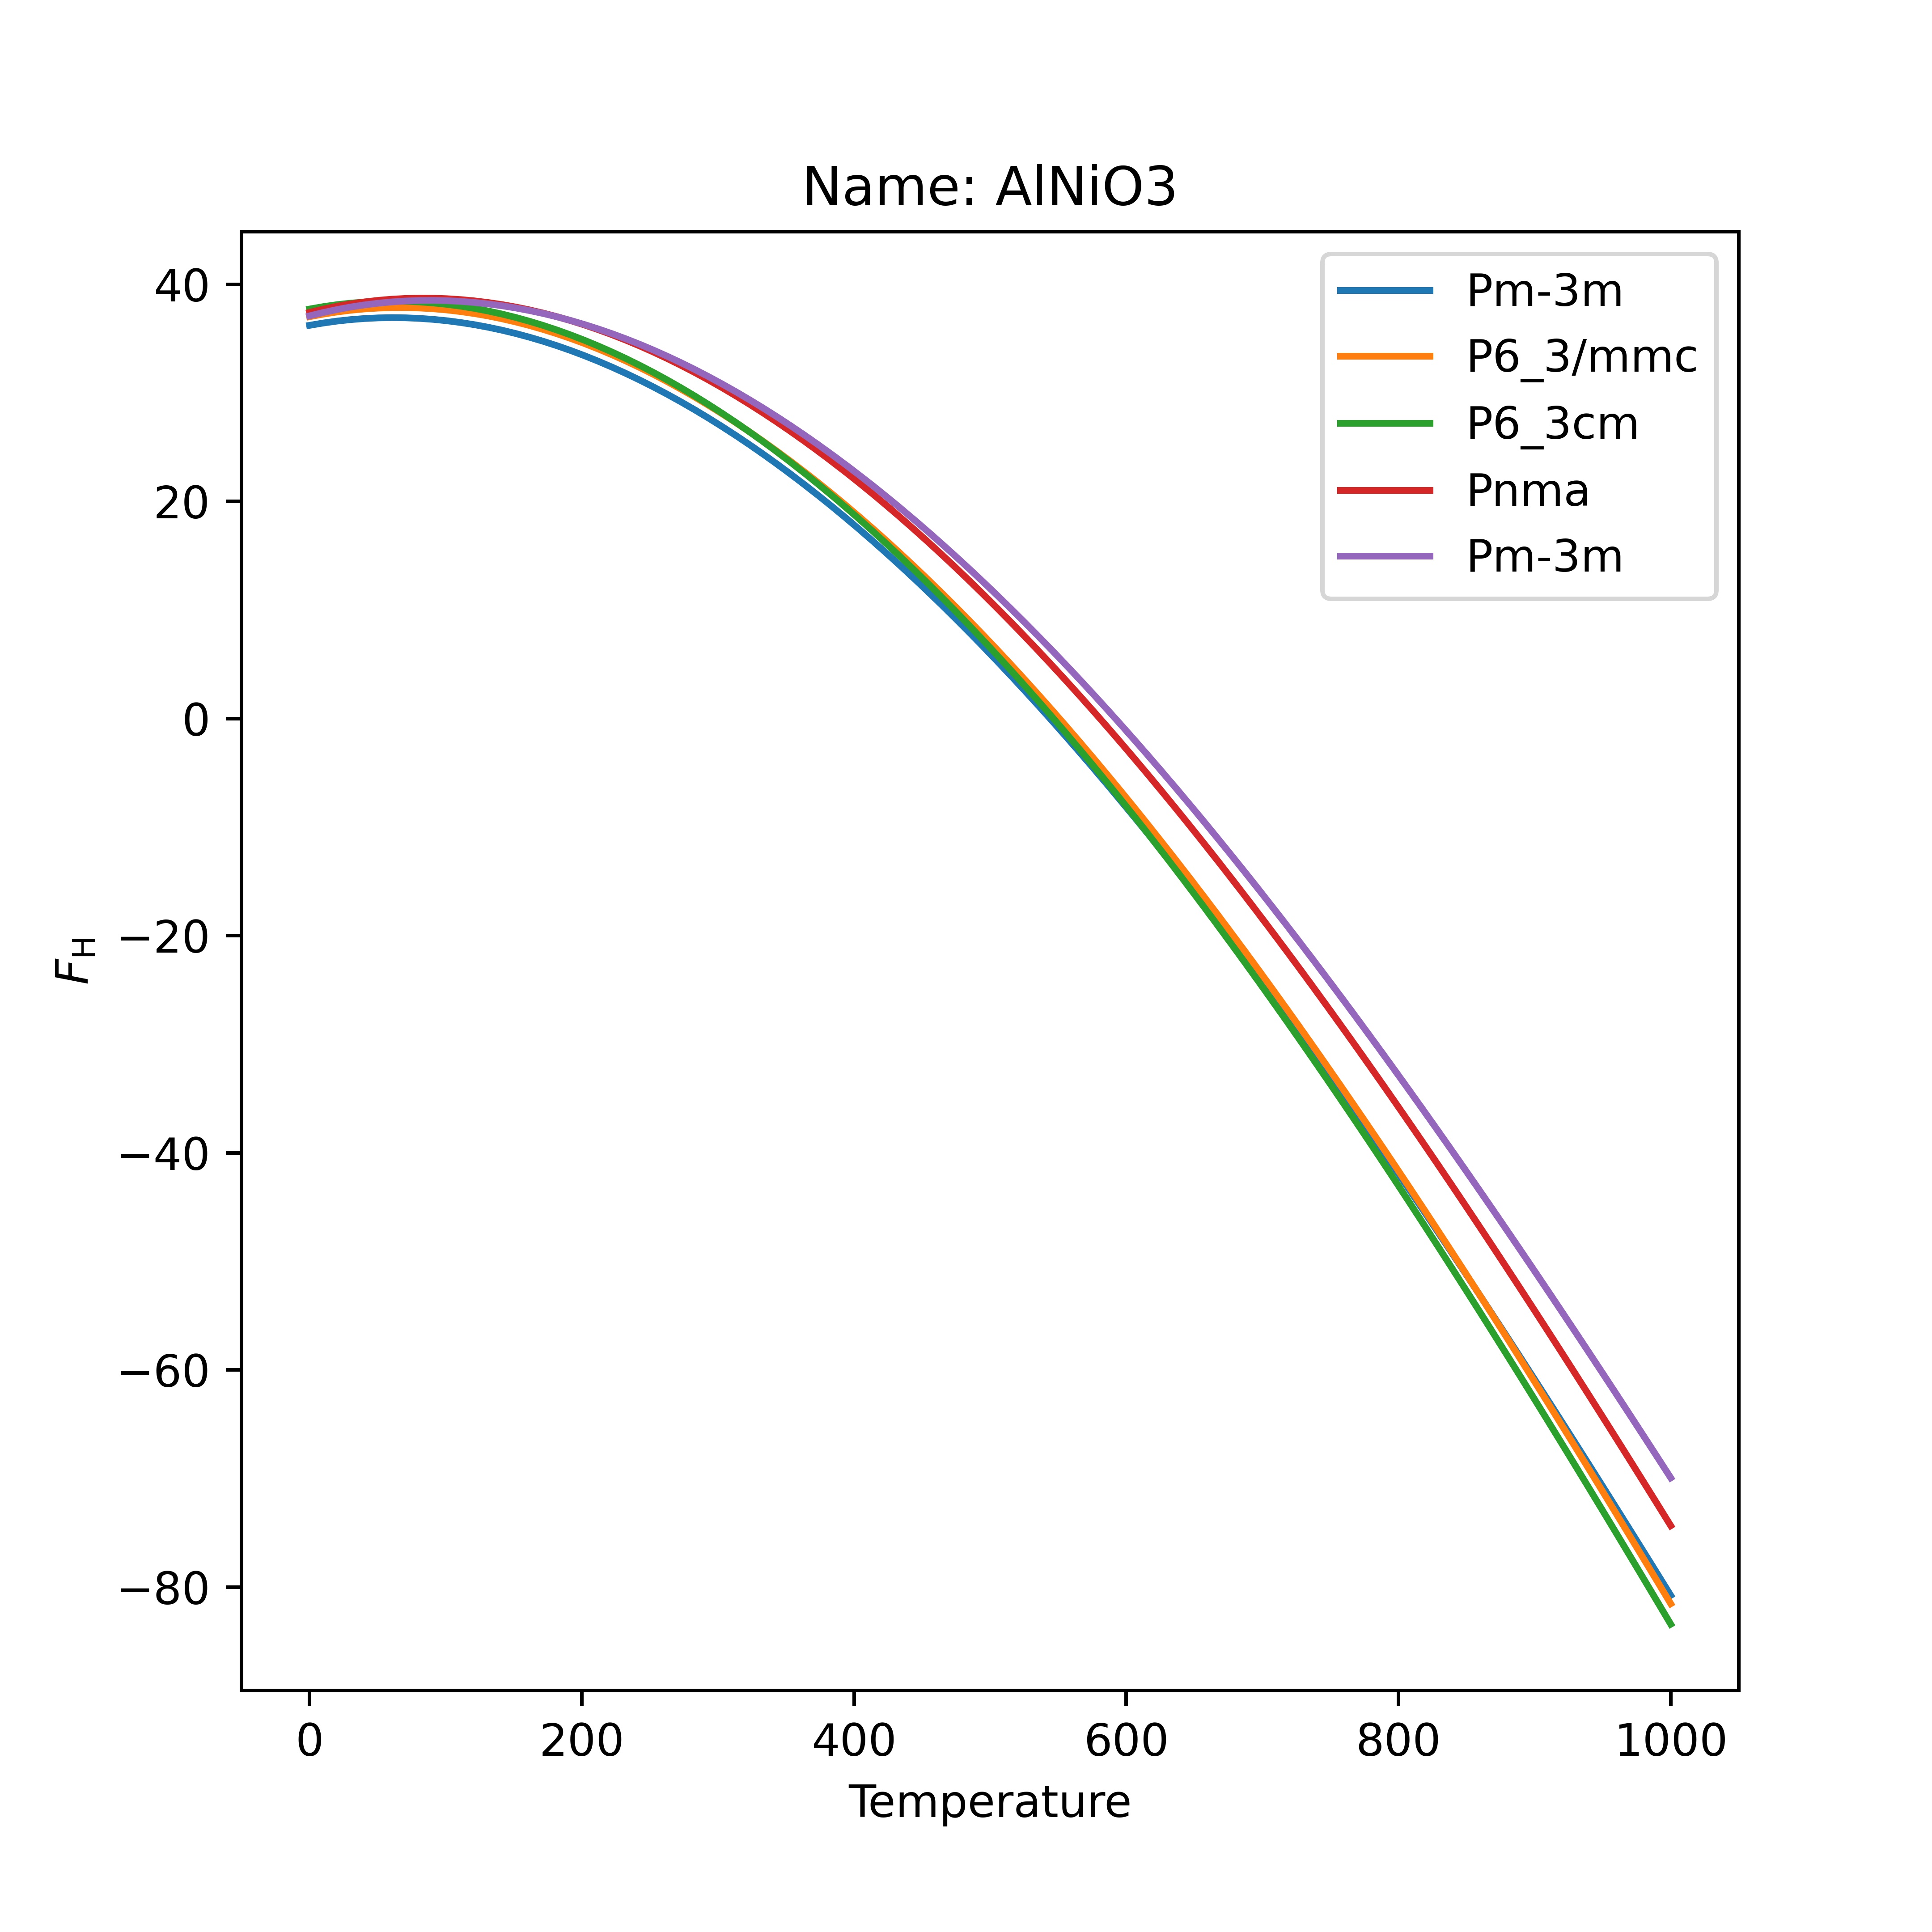 Name: AlNiO3
40
20
0
−20
−40
−60
−80
F_H
Pm-3m
P6_3/mmc
P6_3cm
Pnma
Pm-3m
0 200 400 600 800 1000
Temperature